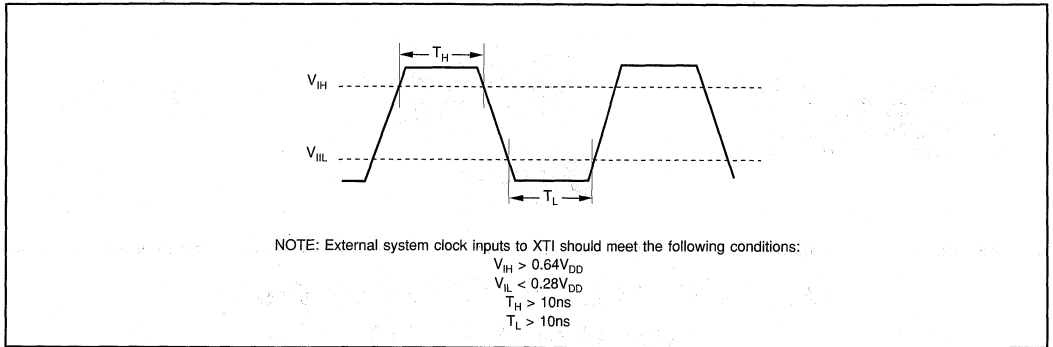 T_H
V_IH
V_IIL
T_L
NOTE: External system clock inputs to XTI should meet the following conditions:
V_IH > 0.64V_DD
V_IL < 0.28V_DD
T_H > 10ns
T_L > 10ns